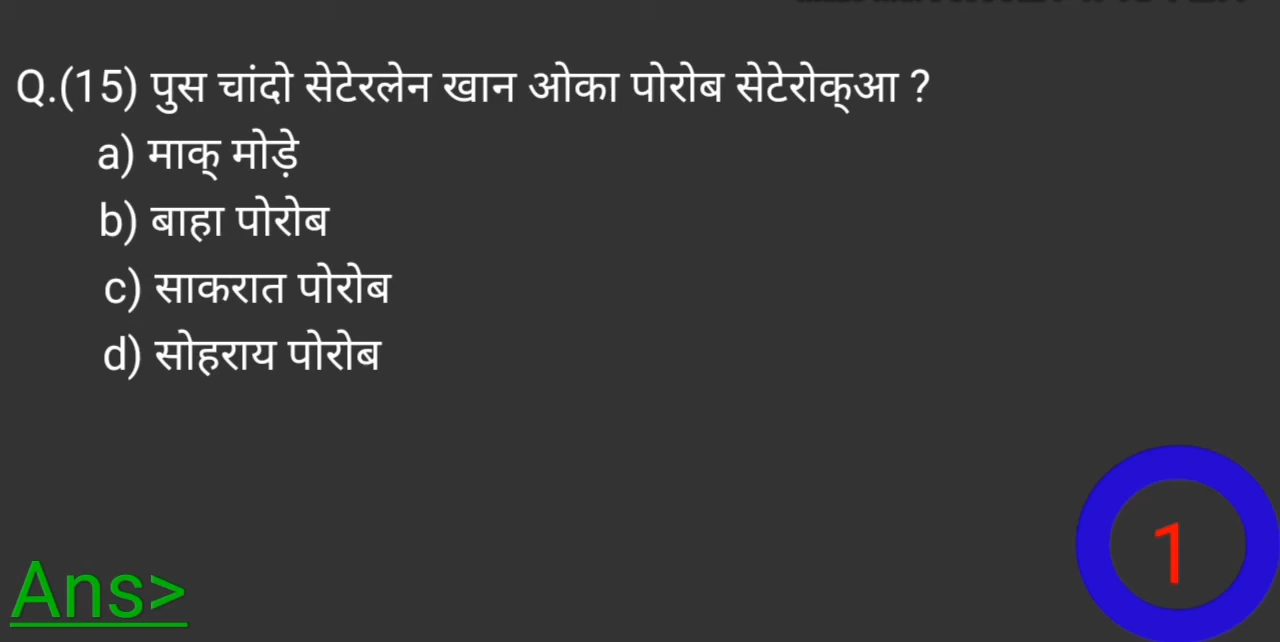 Q.(15) पुस चांदो सेटेरलेन खान ओका पोरोब सेटेरोक्आ ?
a) माक् मोड़े
b) बाहा पोरोब
c) साकरात पोरोब
d) सोहराय पोरोब
1
Ans>